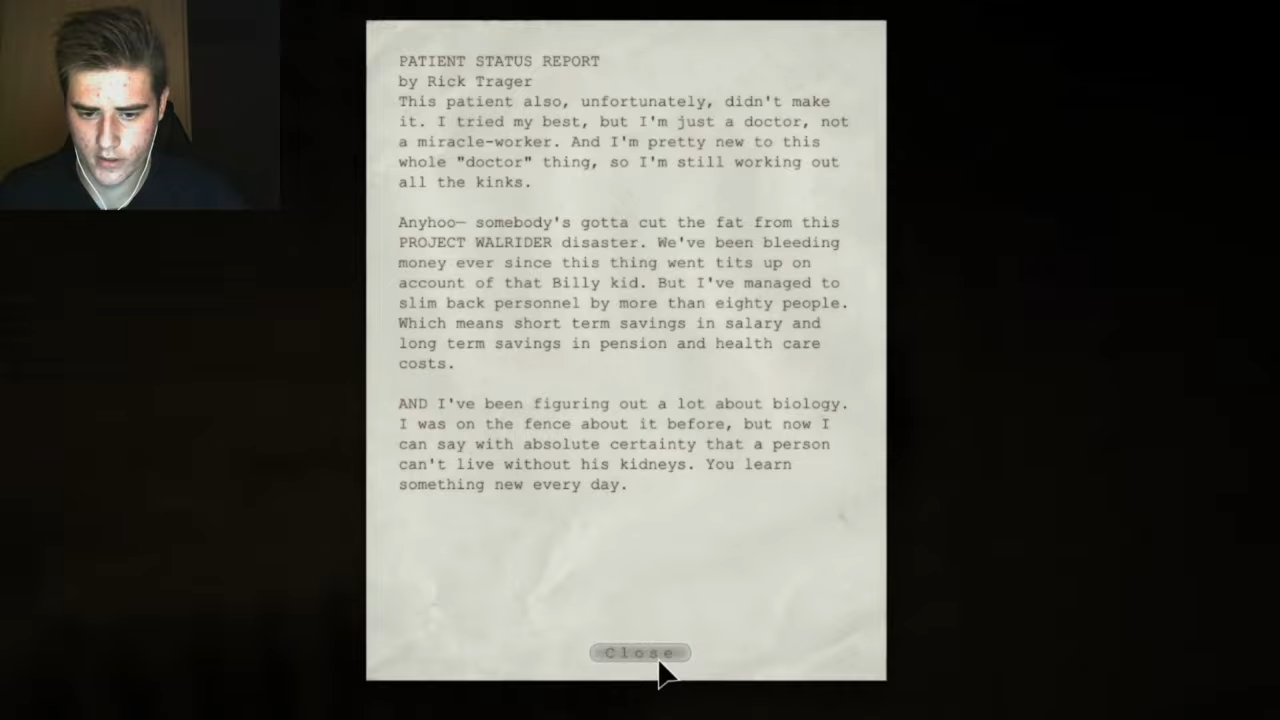 PATIENT STATUS REPORT
by Rick Trager
This patient also, unfortunately, didn't make
it. I tried my best, but I'm just a doctor, not
a miracle-worker. And I'm pretty new to this
whole "doctor" thing, so I'm still working out
all the kinks.
Anyhoo— somebody's gotta cut the fat from this
PROJECT WALRIDER disaster. We've been bleeding
money ever since this thing went tits up on
account of that Billy kid. But I've managed to
slim back personnel by more than eighty people.
Which means short term savings in salary and
long term savings in pension and health care
costs.
AND I've been figuring out a lot about biology.
I was on the fence about it before, but now I
can say with absolute certainty that a person
can't live without his kidneys. You learn
something new every day.
Close